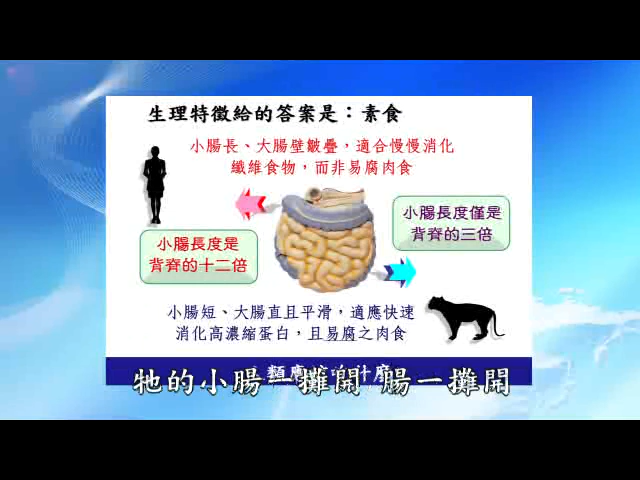 生理特徵給的答案是：素食
小腸長、大腸壁皺疊，適合慢慢消化
纖維食物，而非易腐肉食
小腸長度是
背脊的十二倍
小腸長度僅是
背脊的三倍
小腸短、大腸直且平滑，適應快速
消化高濃縮蛋白，且易腐之肉食
牠的小腸一攤開 腸一攤開